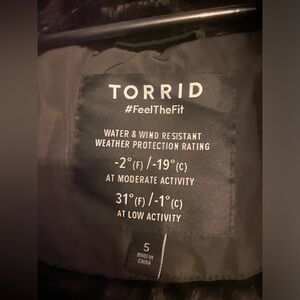 TORRID
#FeelTheFit
WATER & WIND RESISTANT
WEATHER PROTECTION RATING
-2°(F)/-19°(C)
AT MODERATE ACTIVITY
31°(F)/-1°(C)
AT LOW ACTIVITY
5
MADE IN
CHINA